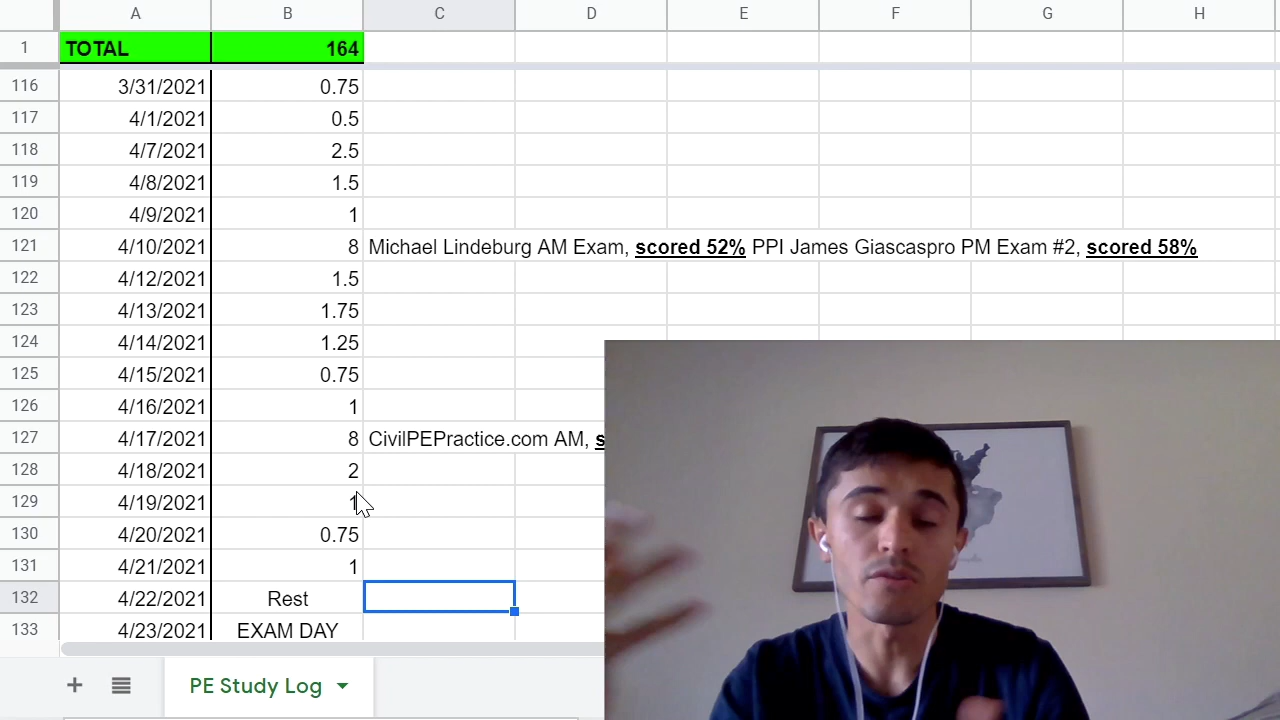 A B C D E F G H
1 TOTAL 164
116 3/31/2021 0.75
117 4/1/2021 0.5
118 4/7/2021 2.5
119 4/8/2021 1.5
120 4/9/2021 1
121 4/10/2021 8 Michael Lindeburg AM Exam, scored 52% PPI James Giascaspro PM Exam #2, scored 58%
122 4/12/2021 1.5
123 4/13/2021 1.75
124 4/14/2021 1.25
125 4/15/2021 0.75
126 4/16/2021 1
127 4/17/2021 8 CivilPEPractice.com AM, s
128 4/18/2021 2
129 4/19/2021 1
130 4/20/2021 0.75
131 4/21/2021 1
132 4/22/2021 Rest
133 4/23/2021 EXAM DAY
PE Study Log